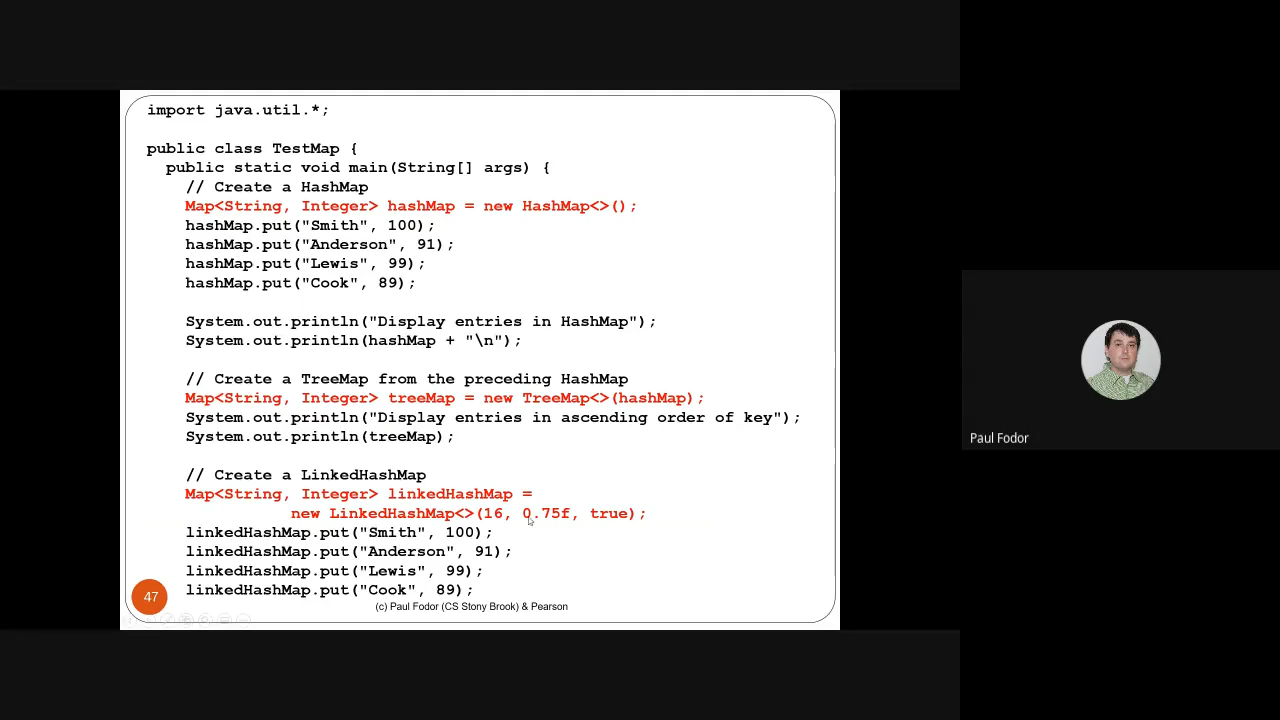 import java.util.*;
public class TestMap {
public static void main(String[] args) {
// Create a HashMap
Map<String, Integer> hashMap = new HashMap<>();
hashMap.put("Smith", 100);
hashMap.put("Anderson", 91);
hashMap.put("Lewis", 99);
hashMap.put("Cook", 89);
System.out.println("Display entries in HashMap");
System.out.println(hashMap + "\n");
// Create a TreeMap from the preceding HashMap
Map<String, Integer> treeMap = new TreeMap<>(hashMap);
System.out.println("Display entries in ascending order of key");
System.out.println(treeMap);
// Create a LinkedHashMap
Map<String, Integer> linkedHashMap =
new LinkedHashMap<>(16, 0.75f, true);
linkedHashMap.put("Smith", 100);
linkedHashMap.put("Anderson", 91);
linkedHashMap.put("Lewis", 99);
linkedHashMap.put("Cook", 89);
47
(c) Paul Fodor (CS Stony Brook) & Pearson
Paul Fodor